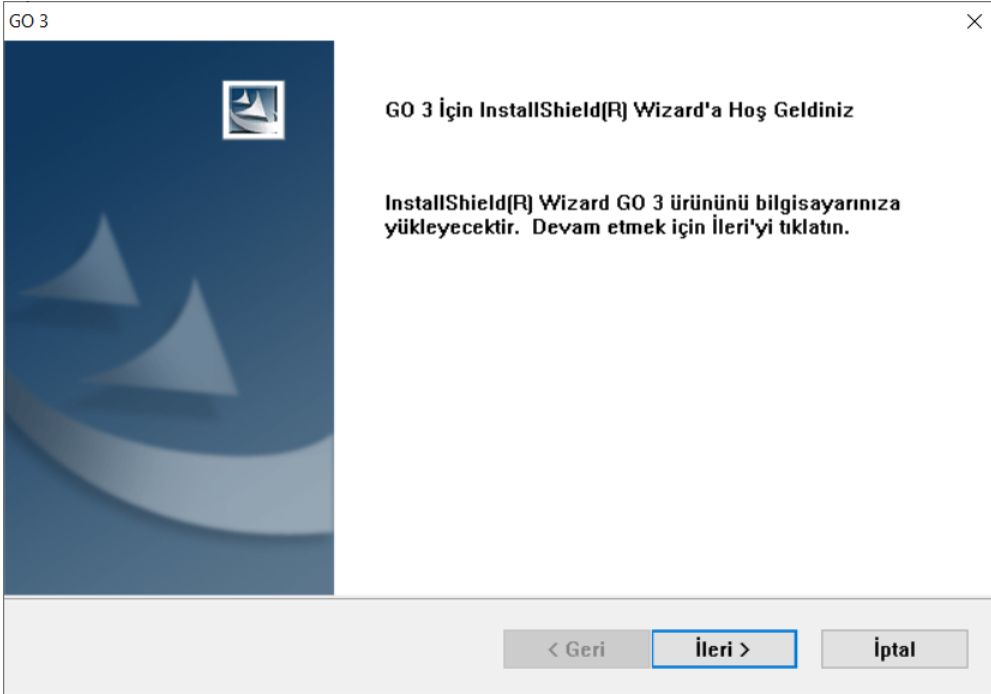 GO 3
GO 3 İçin InstallShield(R) Wizard'a Hoş Geldiniz
InstallShield(R) Wizard GO 3 ürününü bilgisayarınıza
yükleyecektir.  Devam etmek için İleri'yi tıklatın.
< Geri
İleri >
İptal